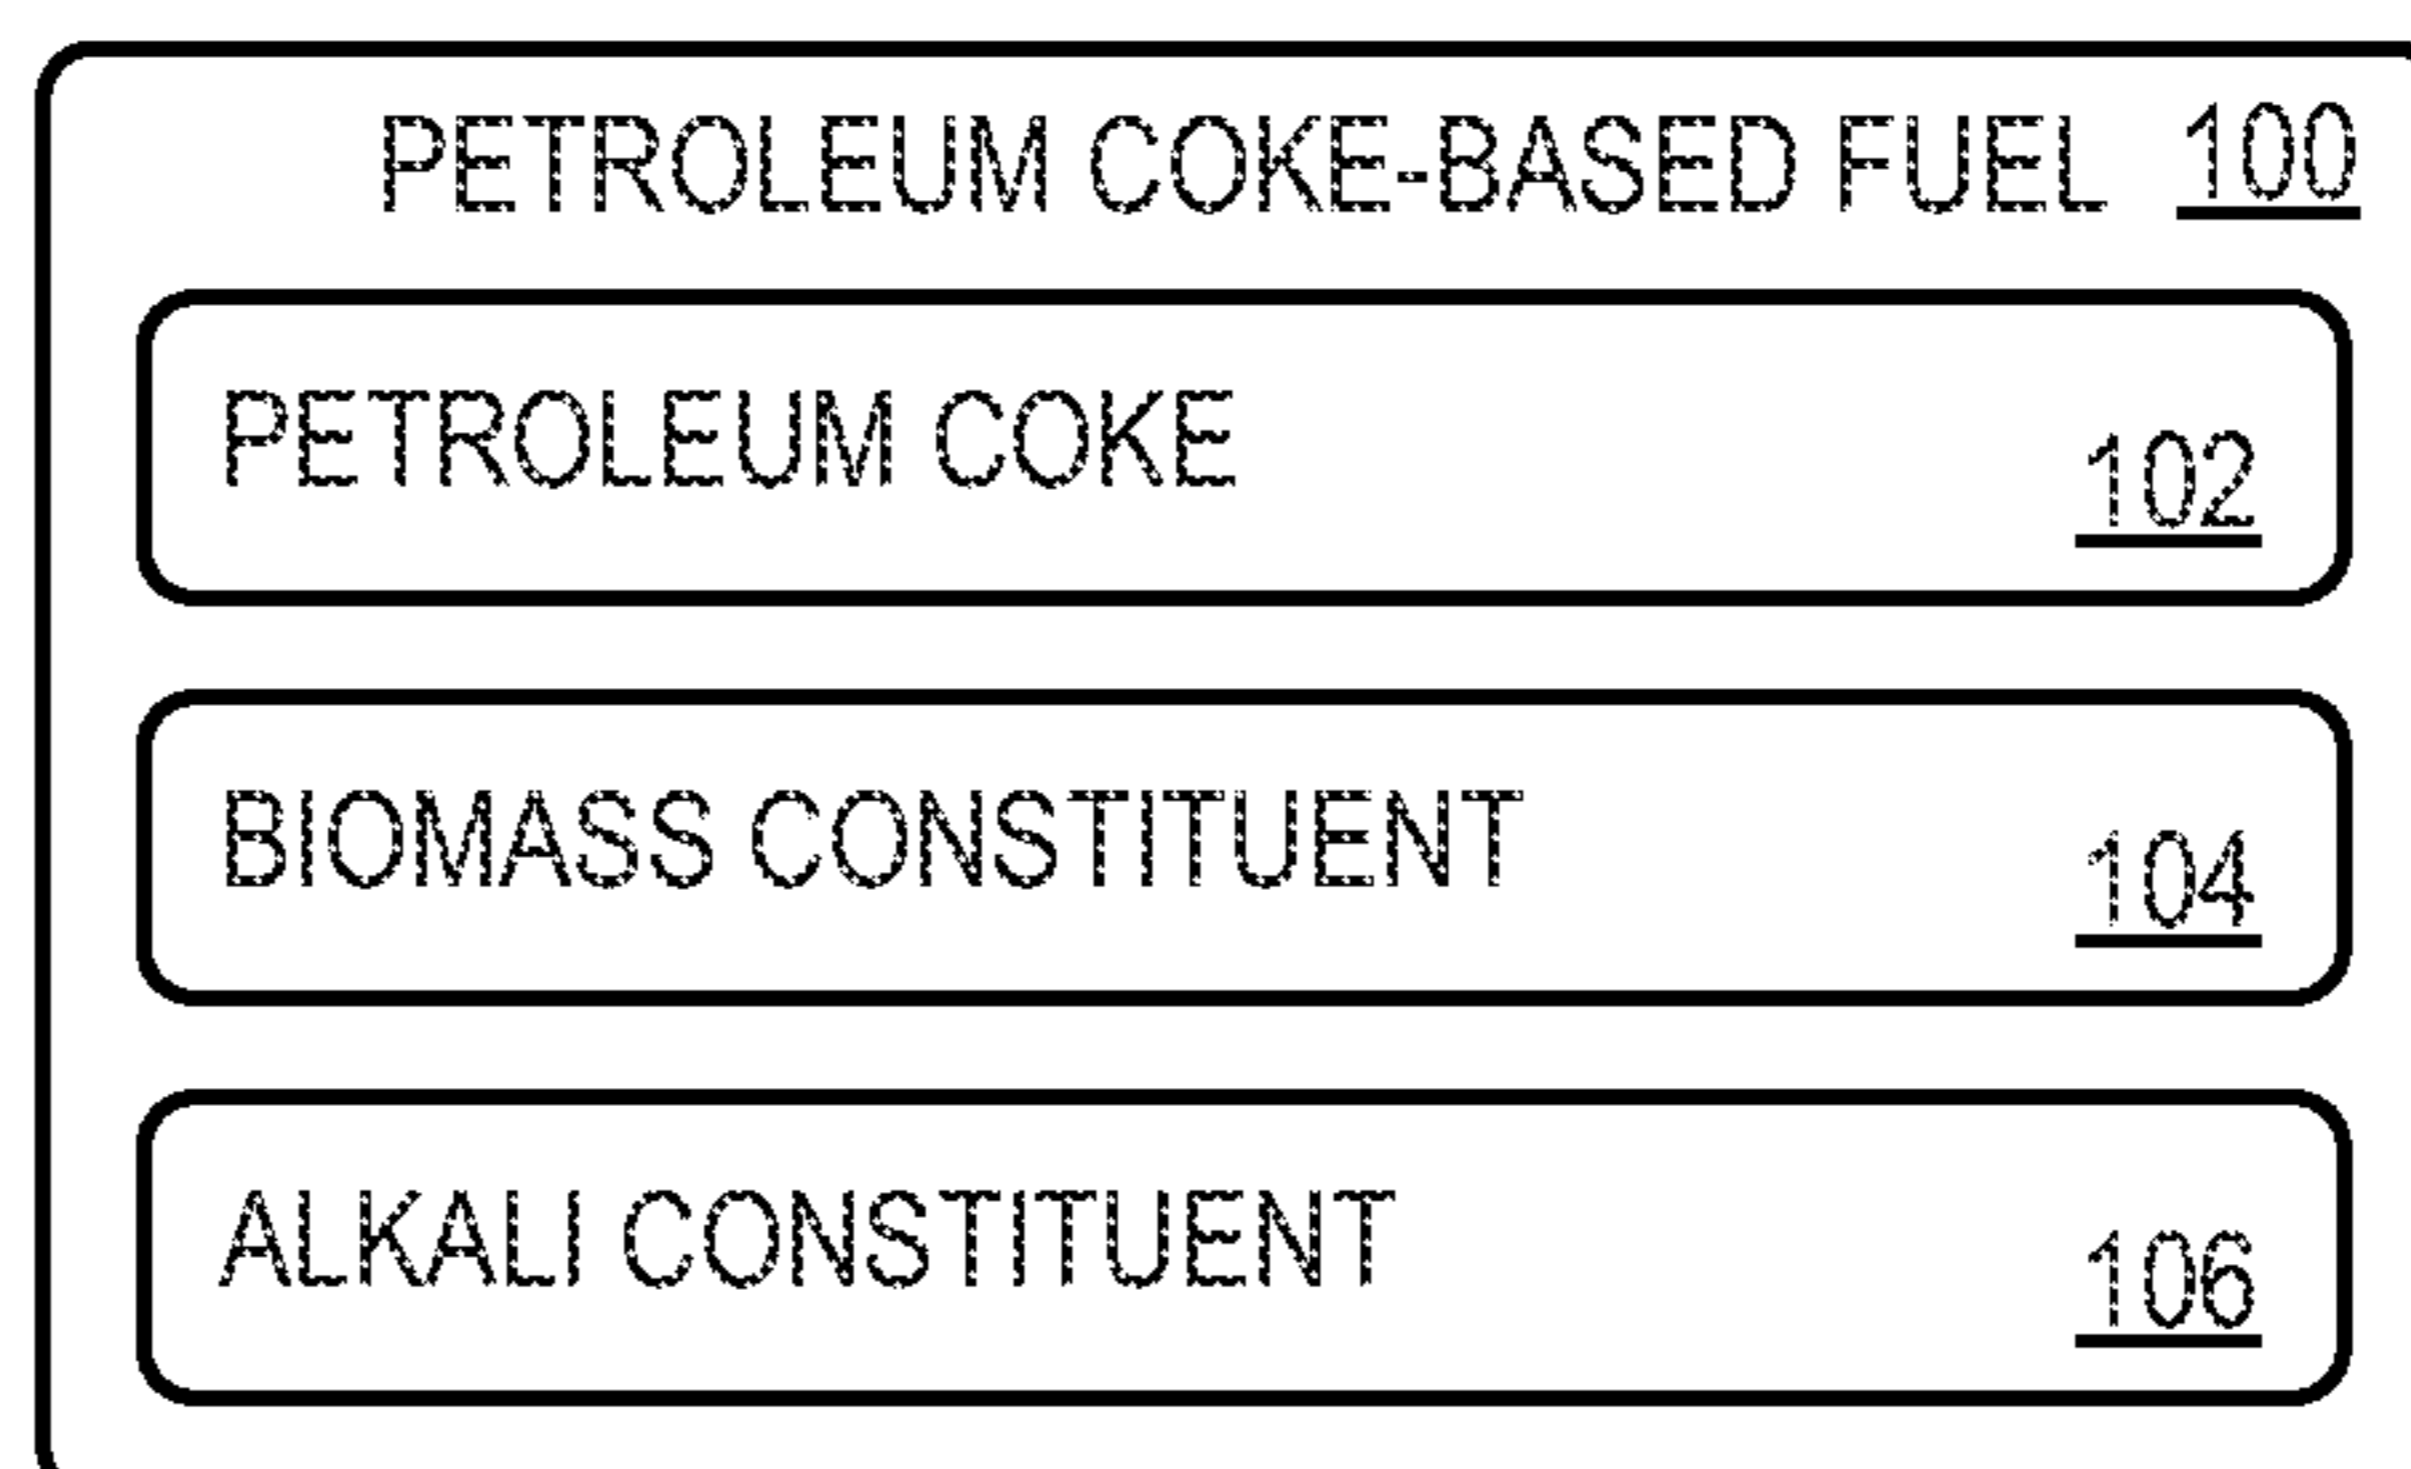 PETROLEUM COKE-BASED FUEL 100
PETROLEUM COKE
102
BIOMASS CONSTITUENT
104
ALKALI CONSTITUENT
106